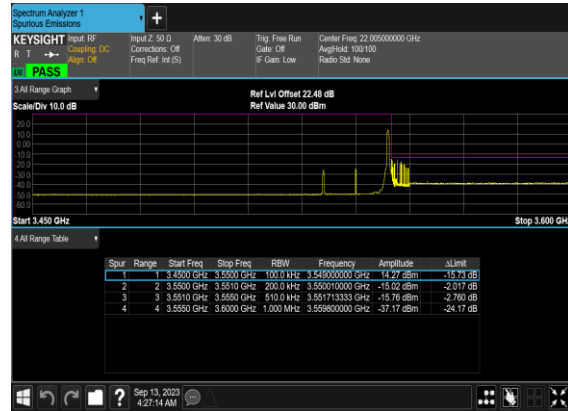 Spectrum Analyzer 1
Spurious Emissions
KEYSIGHT Input: RF Input Z: 50 Ω Atten: 30 dB Trig: Free Run Center Freq: 22.005000000 GHz
R T Coupling: DC Corrections: Off Gate: Off Avg|Hold: 100/100
Align: Off Freq Ref: Int (S) IF Gain: Low Radio Std: None
PASS
3 All Range Graph
Ref Lvl Offset 22.48 dB
Scale/Div 10.0 dB Ref Value 30.00 dBm
20.0
10.0
0.00
-10.0
-20.0
-30.0
-40.0
-50.0
-60.0
Start 3.450 GHz Stop 3.600 GH
4 All Range Table
Spur Range Start Freq Stop Freq RBW Frequency Amplitude ΔLimit
1 1 3.4500 GHz 3.5500 GHz 100.0 kHz 3.549000000 GHz 14.27 dBm -15.73 dB
2 2 3.5500 GHz 3.5510 GHz 200.0 kHz 3.550010000 GHz -15.02 dBm -2.017 dB
3 3 3.5510 GHz 3.5550 GHz 510.0 kHz 3.551713333 GHz -15.76 dBm -2.760 dB
4 4 3.5550 GHz 3.6000 GHz 1.000 MHz 3.559800000 GHz -37.17 dBm -24.17 dB
Sep 13, 2023
4:27:14 AM